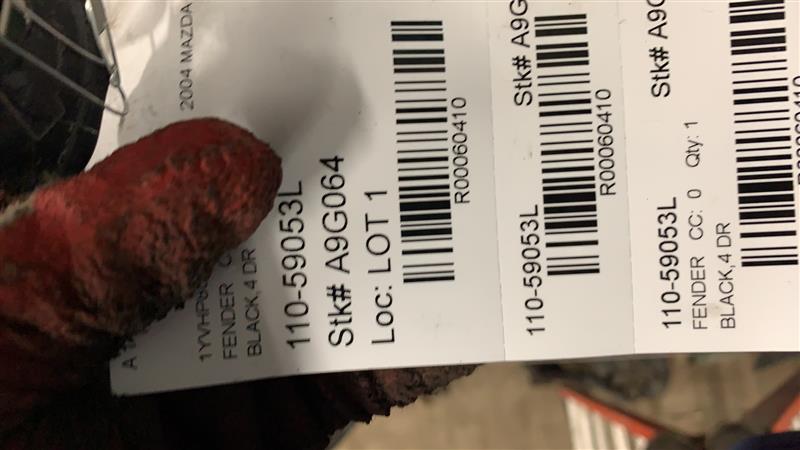 2004 MAZDA
A
1YVHP80
FENDER C
BLACK,4 DR
110-59053L
Stk# A9G064
Loc: LOT 1
R00060410
110-59053L
Stk# A9G
R00060410
110-59053L
Stk# A9G
FENDER CC: 0 Qty: 1
BLACK,4 DR